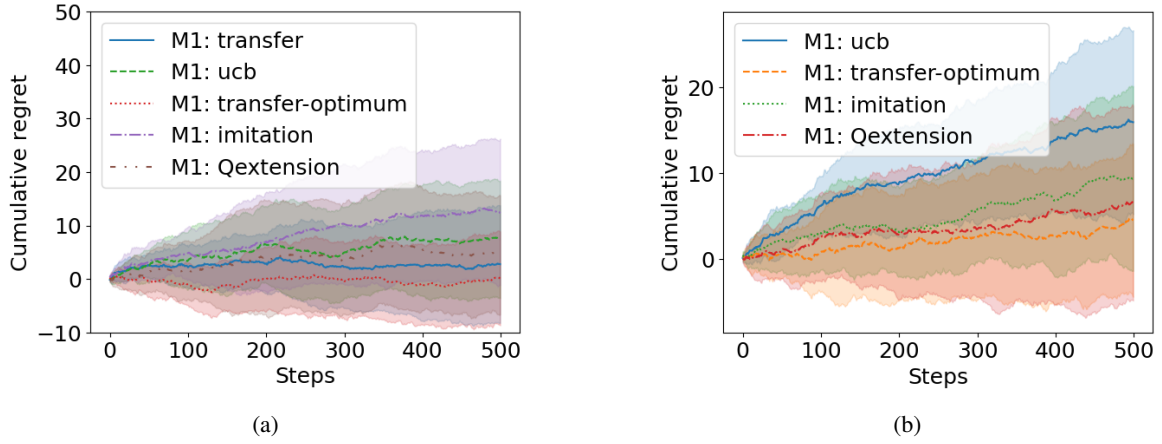 50
40
30
20
10
0
−10
Cumulative regret
M1: transfer
M1: ucb
M1: transfer-optimum
M1: imitation
M1: Qextension
0 100 200 300 400 500
Steps
(a)
20
10
0
Cumulative regret
M1: ucb
M1: transfer-optimum
M1: imitation
M1: Qextension
0 100 200 300 400 500
Steps
(b)